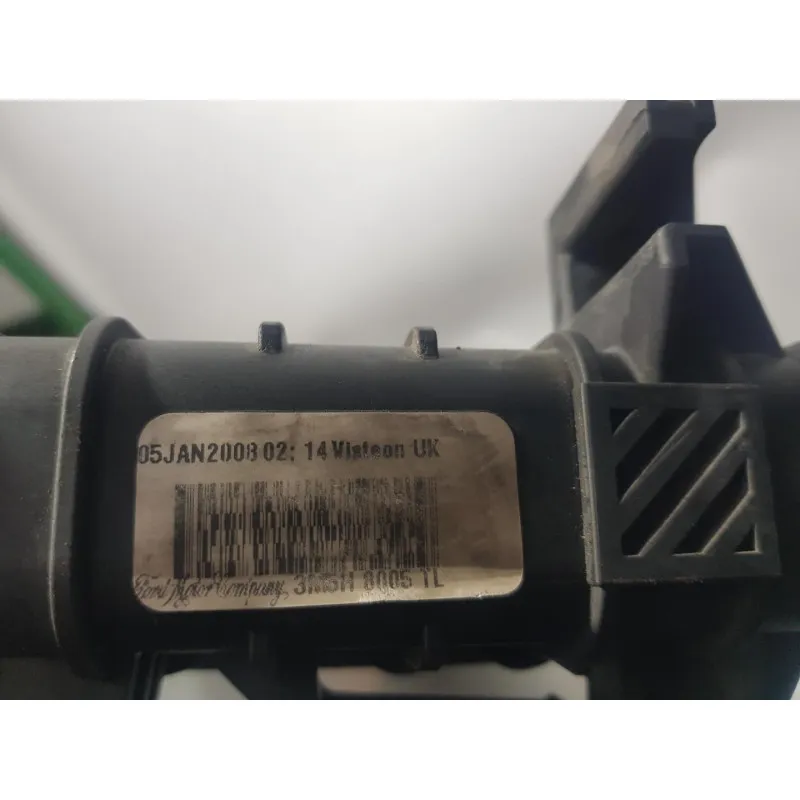 05JAN2008 02:14 Visteon UK
Ford Motor Company, 3M5H 8005 TL